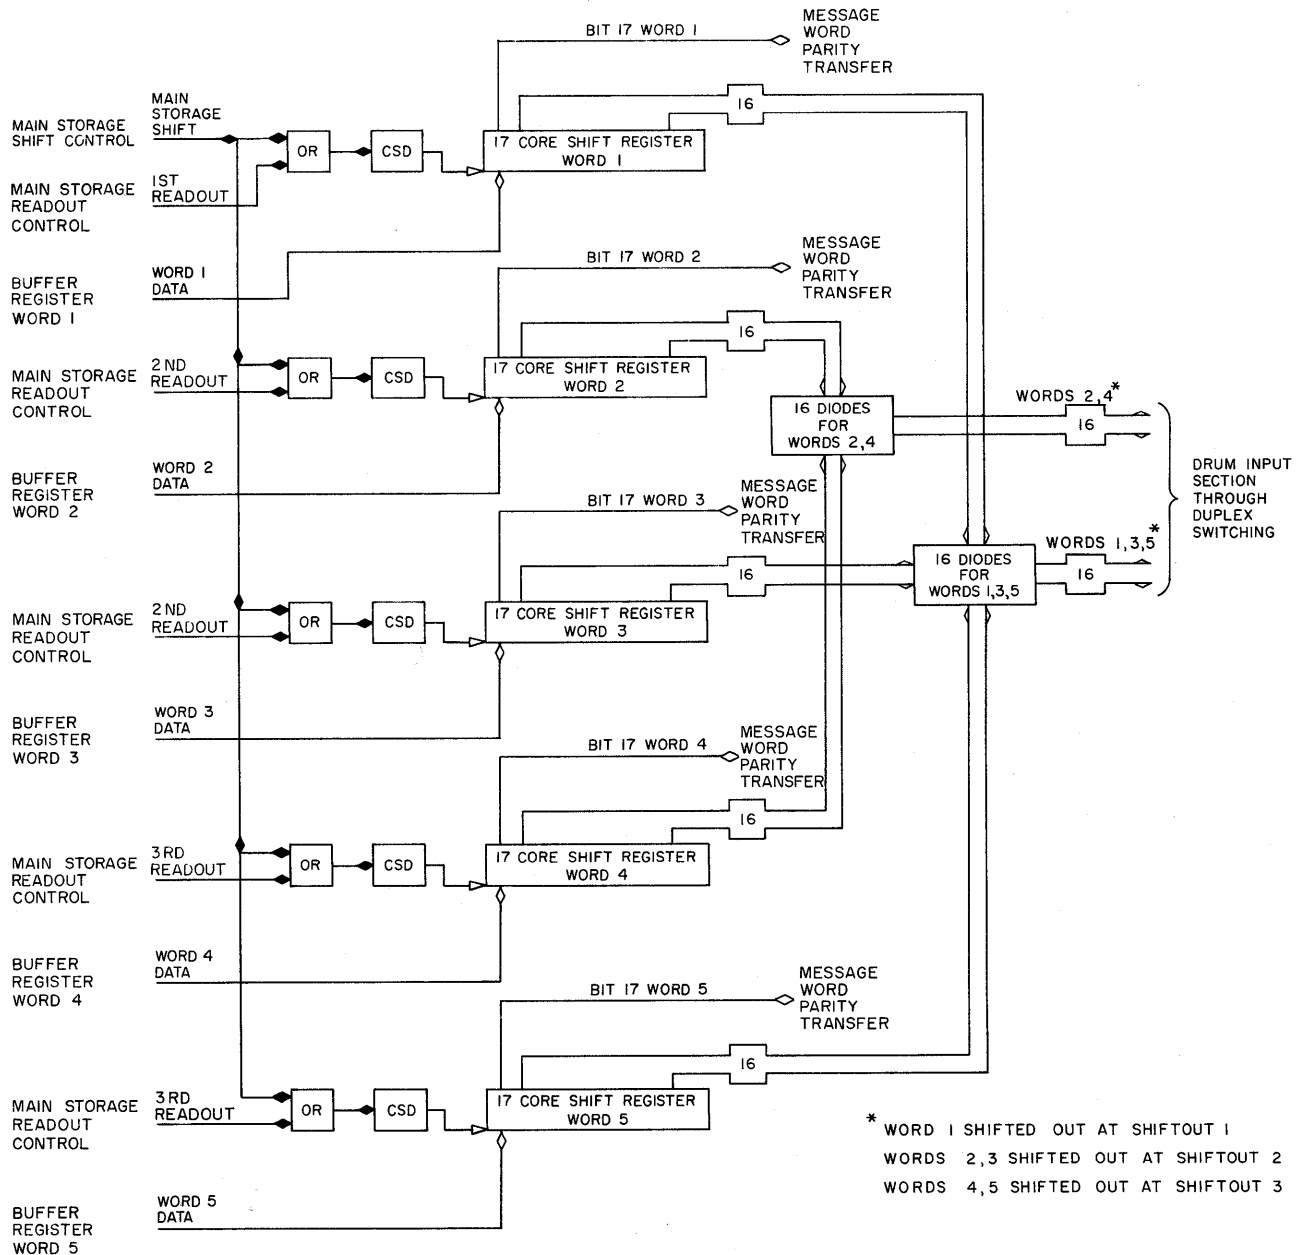 BIT 17 WORD 1
MESSAGE
WORD
PARITY
TRANSFER
16
MAIN STORAGE
SHIFT CONTROL
MAIN
STORAGE
SHIFT
OR
CSD
17 CORE SHIFT REGISTER
WORD 1
MAIN STORAGE
READOUT
CONTROL
1ST
READOUT
BUFFER
REGISTER
WORD 1
WORD 1
DATA
BIT 17 WORD 2
MESSAGE
WORD
PARITY
TRANSFER
16
MAIN STORAGE
READOUT
CONTROL
2ND
READOUT
OR
CSD
17 CORE SHIFT REGISTER
WORD 2
16 DIODES
FOR
WORDS 2,4
WORDS 2,4*
16
BUFFER
REGISTER
WORD 2
WORD 2
DATA
DRUM INPUT
SECTION
THROUGH
DUPLEX
SWITCHING
BIT 17 WORD 3
MESSAGE
WORD
PARITY
TRANSFER
16
16 DIODES
FOR
WORDS 1,3,5
WORDS 1,3,5*
16
MAIN STORAGE
READOUT
CONTROL
2ND
READOUT
OR
CSD
17 CORE SHIFT REGISTER
WORD 3
BUFFER
REGISTER
WORD 3
WORD 3
DATA
BIT 17 WORD 4
MESSAGE
WORD
PARITY
TRANSFER
16
MAIN STORAGE
READOUT
CONTROL
3RD
READOUT
OR
CSD
17 CORE SHIFT REGISTER
WORD 4
BUFFER
REGISTER
WORD 4
WORD 4
DATA
BIT 17 WORD 5
MESSAGE
WORD
PARITY
TRANSFER
16
MAIN STORAGE
READOUT
CONTROL
3RD
READOUT
OR
CSD
17 CORE SHIFT REGISTER
WORD 5
BUFFER
REGISTER
WORD 5
WORD 5
DATA
* WORD 1 SHIFTED OUT AT SHIFTOUT 1
WORDS 2,3 SHIFTED OUT AT SHIFTOUT 2
WORDS 4,5 SHIFTED OUT AT SHIFTOUT 3